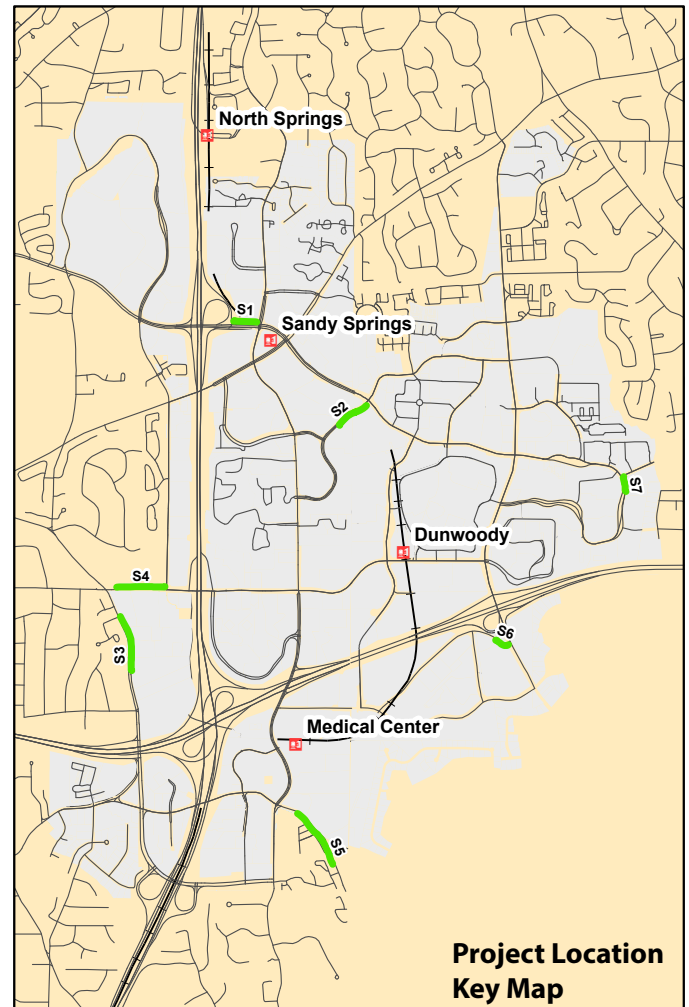 North Springs
S1
Sandy Springs
S2
S7
Dunwoody
S4
S6
S3
Medical Center
S5
Project Location
Key Map